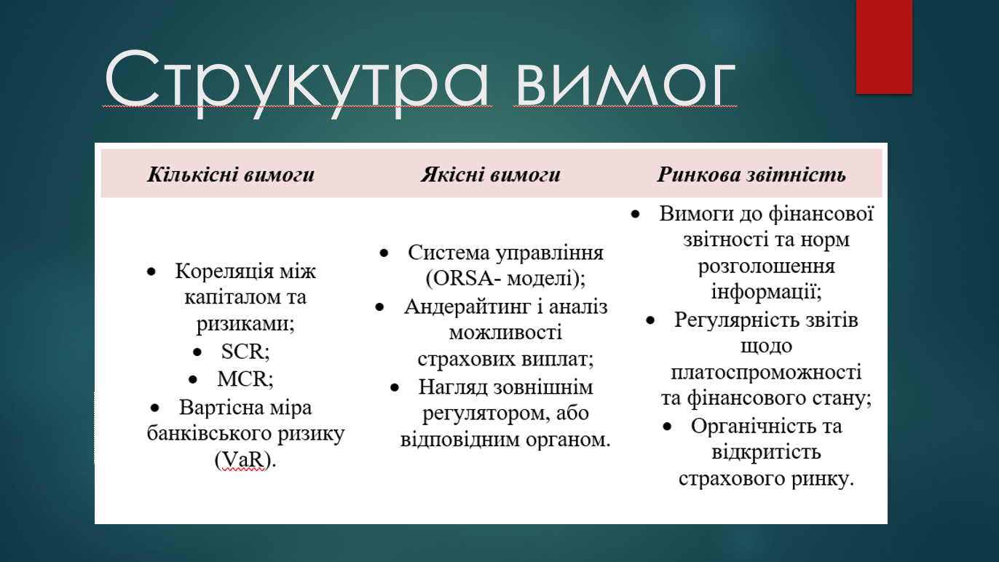 Струкутра вимог
Кількісні вимоги
Якісні вимоги
Ринкова звітність
• Кореляція між
капіталом та
ризиками;
• SCR;
• MCR;
• Вартісна міра
банківського ризику
(VaR).
• Система управління
(ORSA- моделі);
• Андерайтинг і аналіз
можливості
страхових виплат;
• Нагляд зовнішнім
регулятором, або
відповідним органом.
• Вимоги до фінансової
звітності та норм
розголошення
інформації;
• Регулярність звітів
щодо
платоспроможності
та фінансового стану;
• Органічність та
відкритість
страхового ринку.